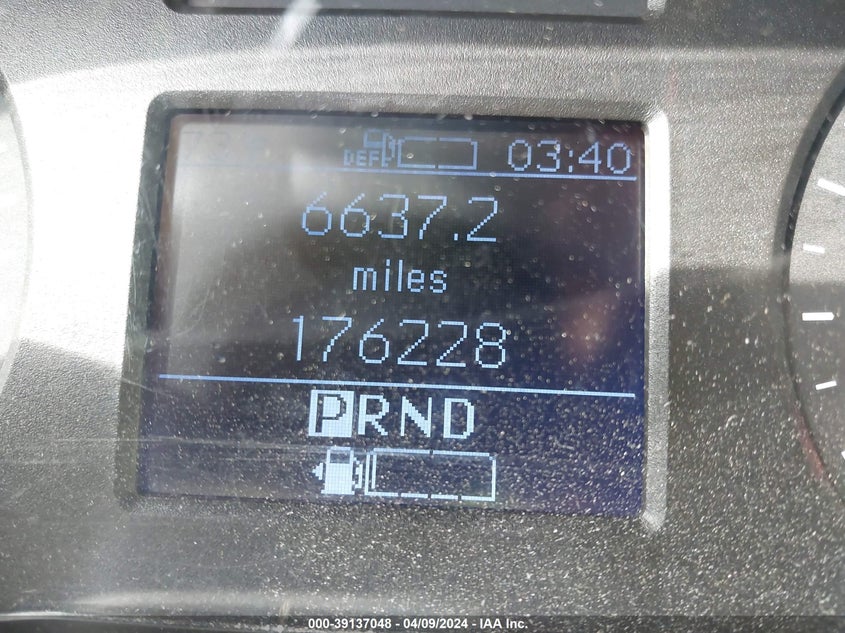 DEF 03:40
6637.2
miles
176228
PRND
000-39137048 - 04/09/2024 - IAA Inc.